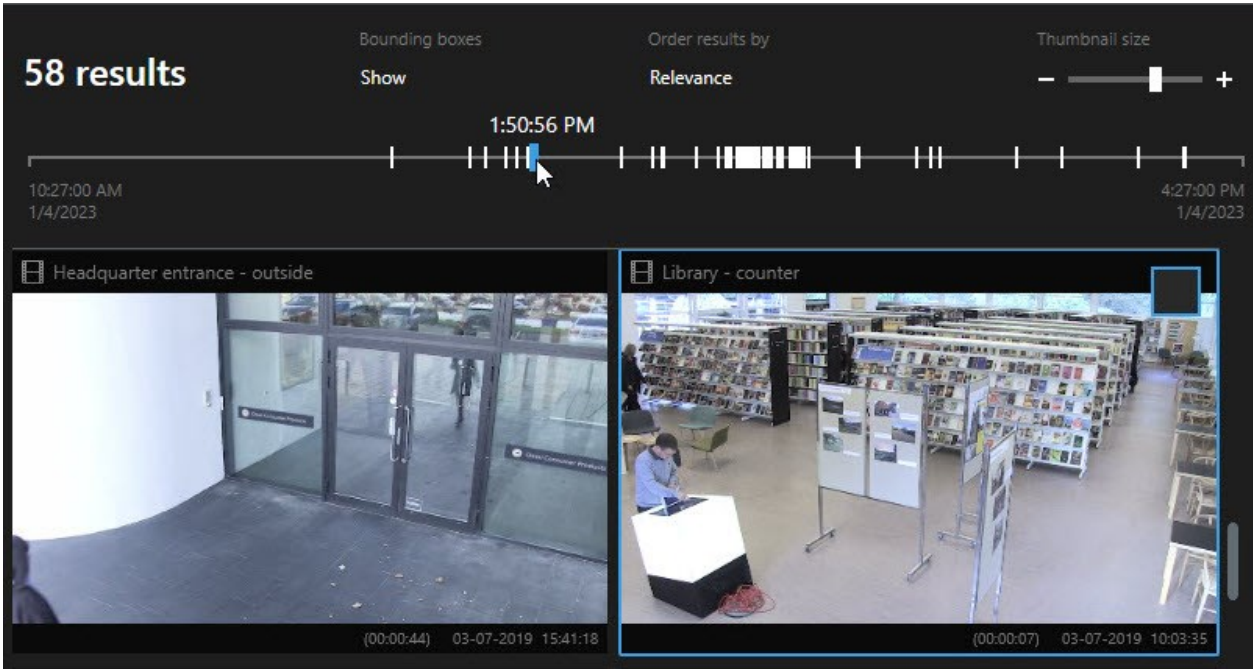 58 results
Bounding boxes
Show
Order results by
Relevance
Thumbnail size
1:50:56 PM
10:27:00 AM
1/4/2023
4:27:00 PM
1/4/2023
Headquarter entrance - outside
Library - counter
Consumer Products
(00:00:44) 03-07-2019 15:41:18
(00:00:07) 03-07-2019 10:03:35